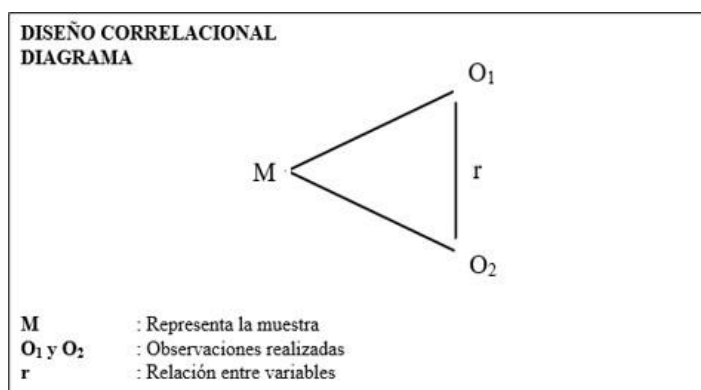 DISEÑO CORRELACIONAL
DIAGRAMA
O₁
M
r
O₂
M : Representa la muestra
O₁ y O₂ : Observaciones realizadas
r : Relación entre variables